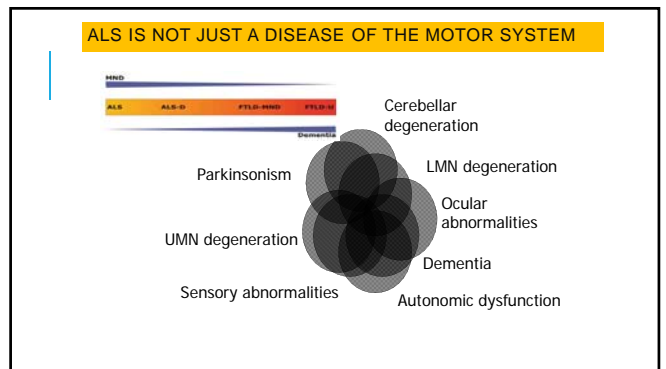 ALS IS NOT JUST A DISEASE OF THE MOTOR SYSTEM
MND
ALS ALS-D FTLD-MND FTLD-U
Dementia
Cerebellar
degeneration
Parkinsonism
LMN degeneration
Ocular
abnormalities
UMN degeneration
Dementia
Sensory abnormalities
Autonomic dysfunction